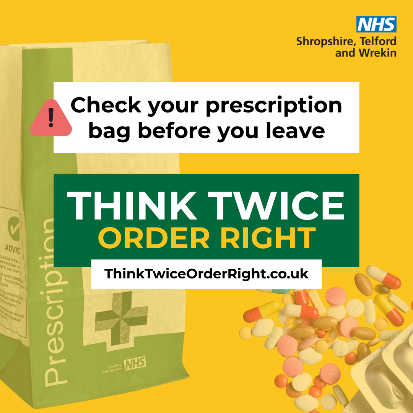 NHS
Shropshire, Telford
and Wrekin
Check your prescription
bag before you leave
!
THINK TWICE
ORDER RIGHT
ThinkTwiceOrderRight.co.uk
Prescription
ADVIC
NHS